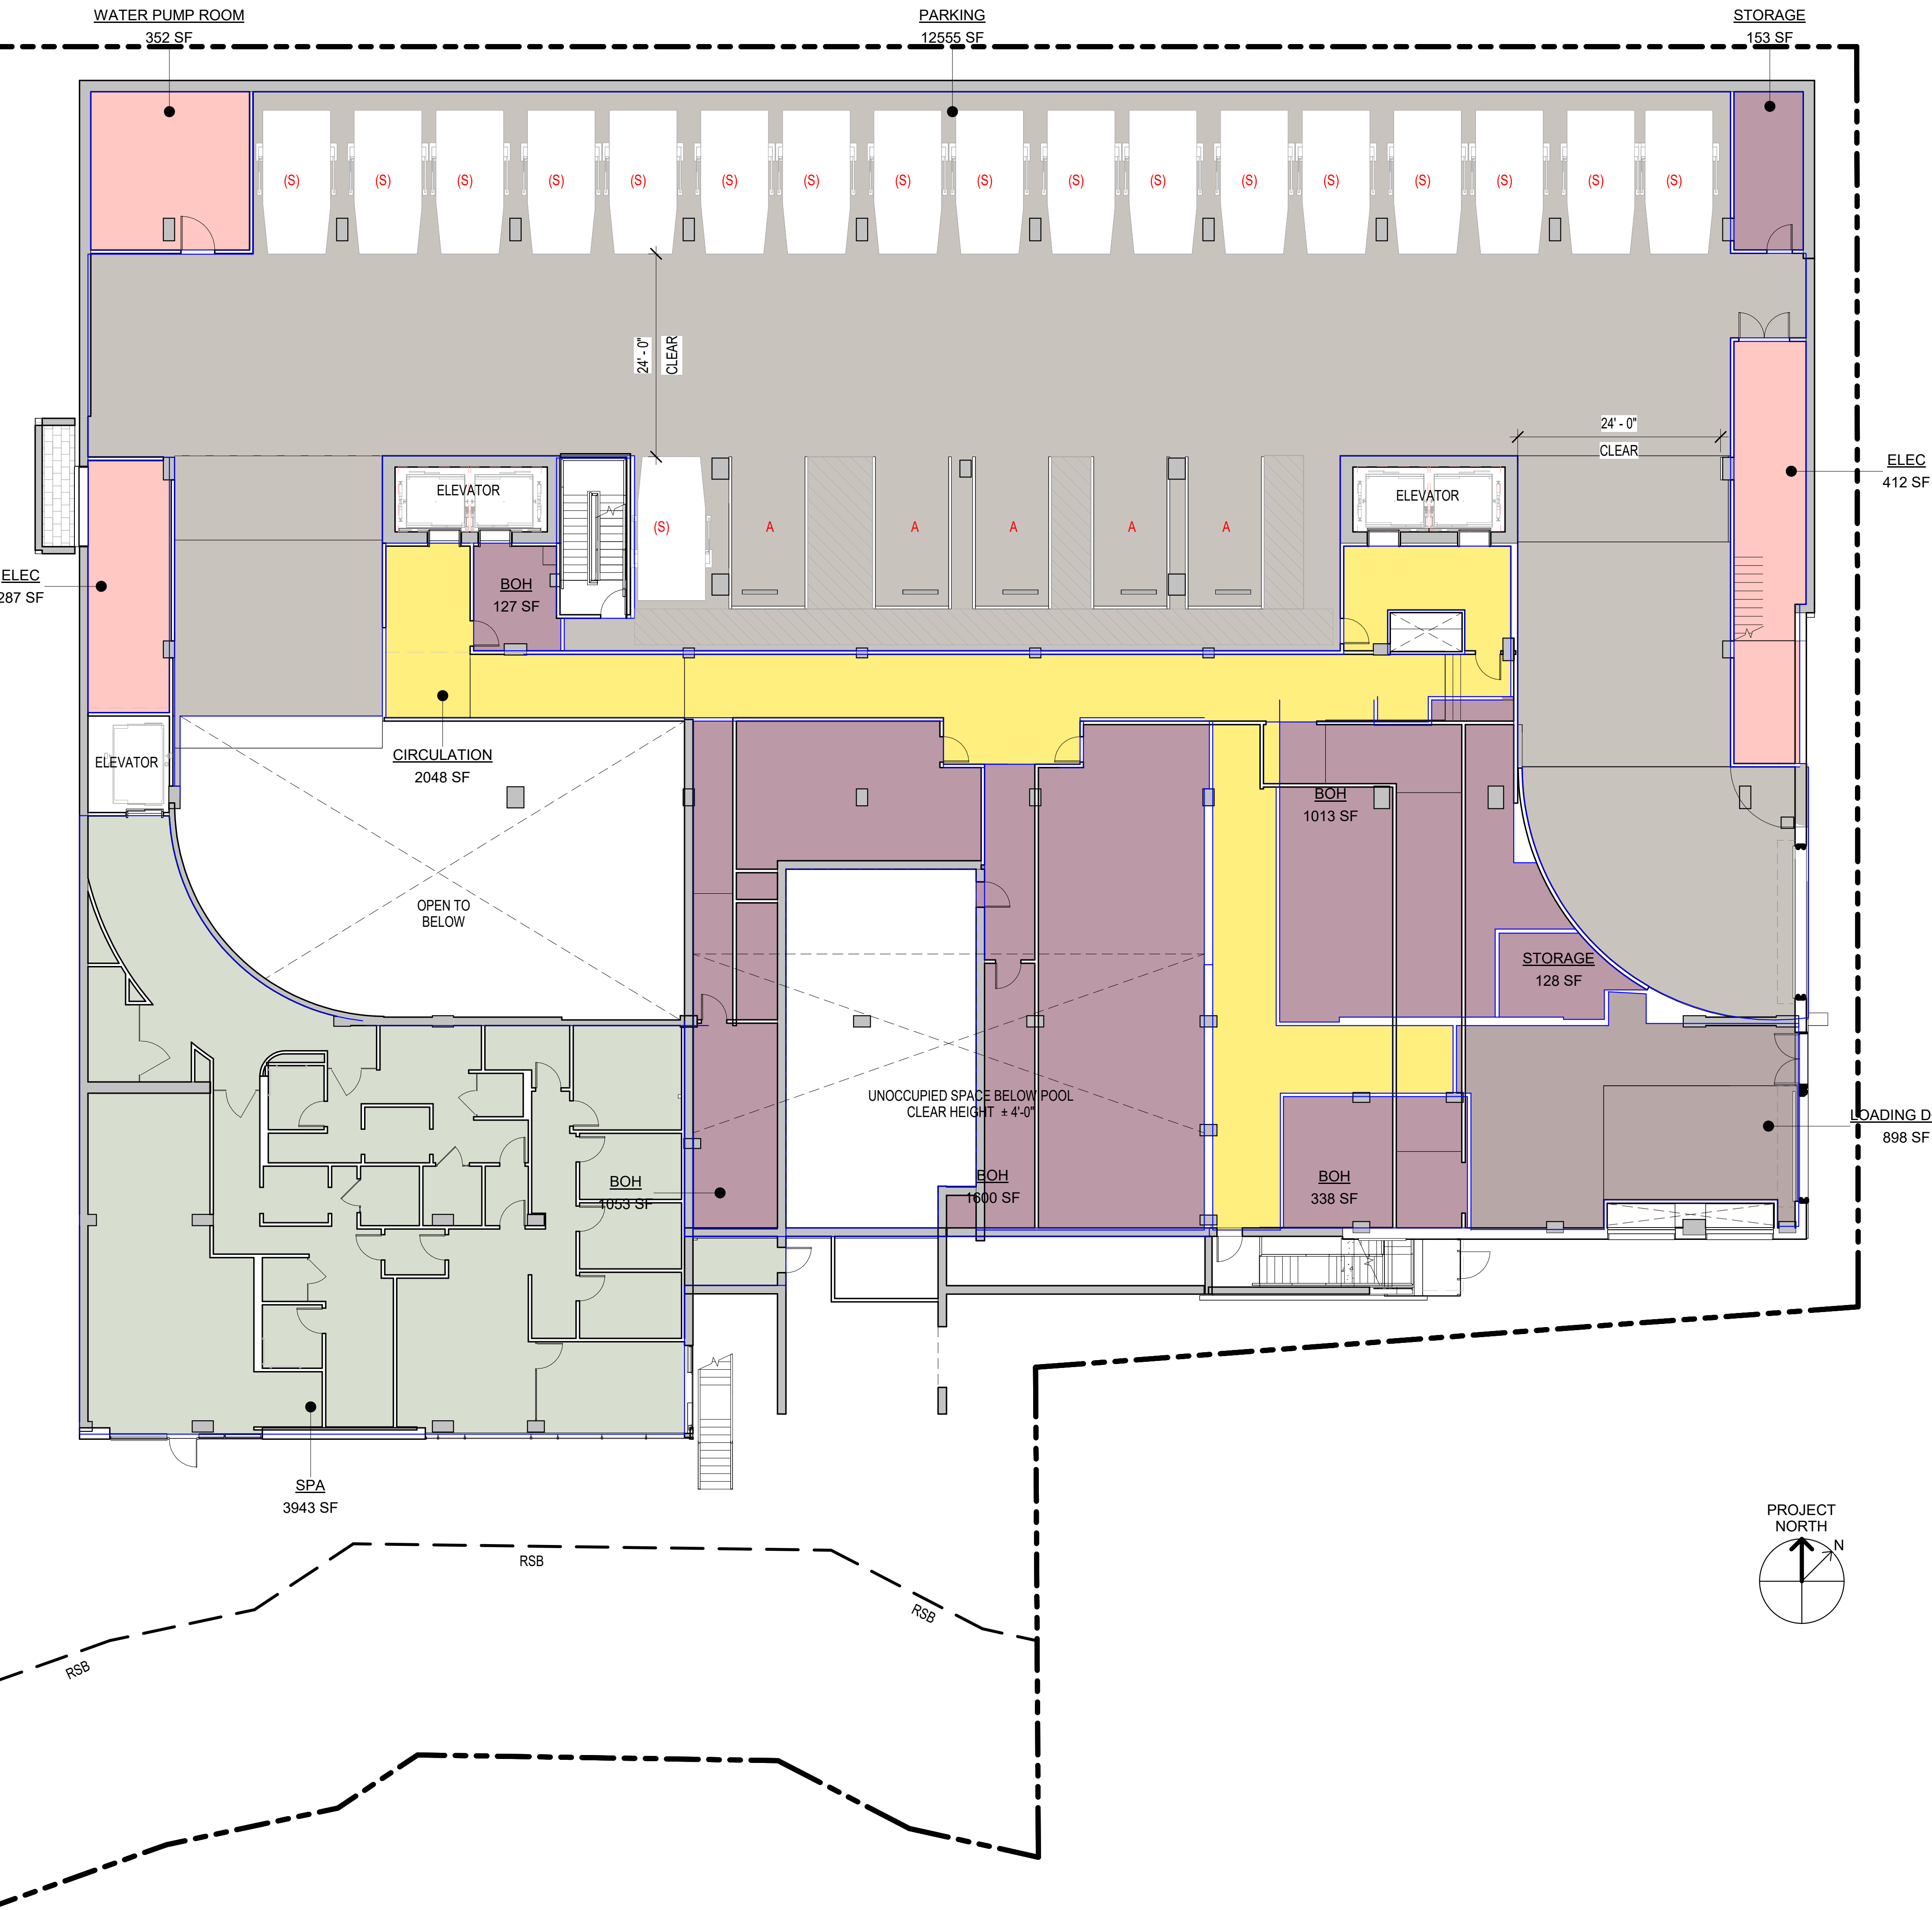 WATER PUMP ROOM
352 SF
PARKING
12555 SF
STORAGE
153 SF
(S) (S) (S) (S) (S) (S) (S) (S) (S) (S) (S) (S) (S) (S) (S) (S) (S)
24' - 0"
CLEAR
24' - 0"
CLEAR
ELEC
412 SF
ELEVATOR
ELEVATOR
(S) A A A A A
ELEC
287 SF
BOH
127 SF
CIRCULATION
2048 SF
ELEVATOR
BOH
1013 SF
OPEN TO
BELOW
STORAGE
128 SF
UNOCCUPIED SPACE BELOW POOL
CLEAR HEIGHT ± 4'-0"
LOADING D
898 SF
BOH
1053 SF
BOH
1600 SF
BOH
338 SF
SPA
3943 SF
PROJECT
NORTH
N
RSB
RSB
RSB